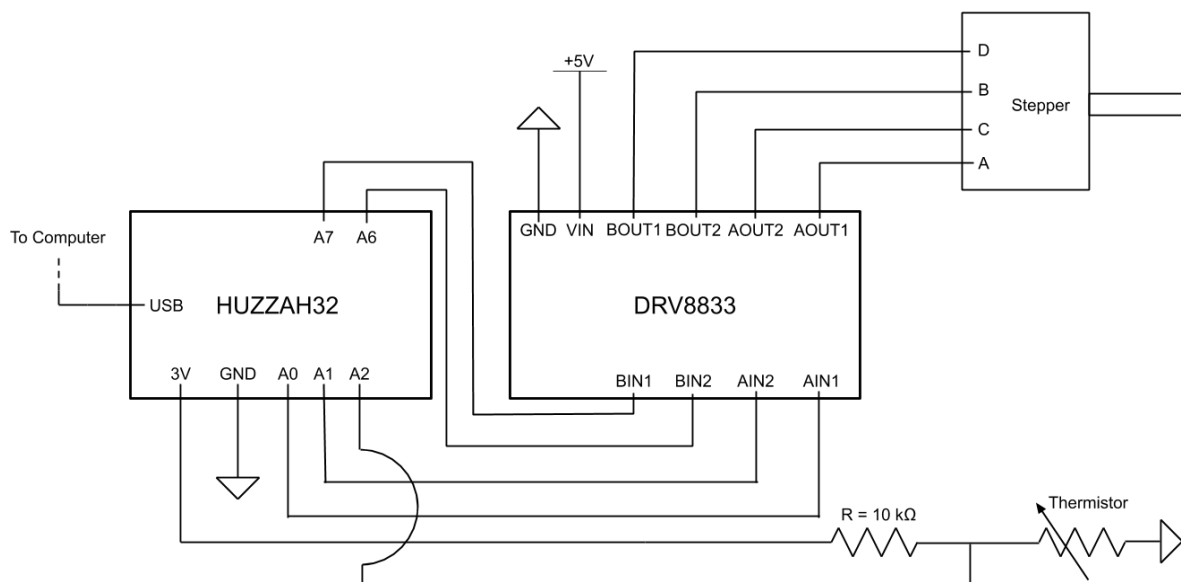 D
+5V
B
Stepper
C
A
GND VIN BOUT1 BOUT2 AOUT2 AOUT1
A7 A6
To Computer
USB
HUZZAH32
DRV8833
3V GND A0 A1 A2
BIN1 BIN2 AIN2 AIN1
Thermistor
R = 10 kΩ